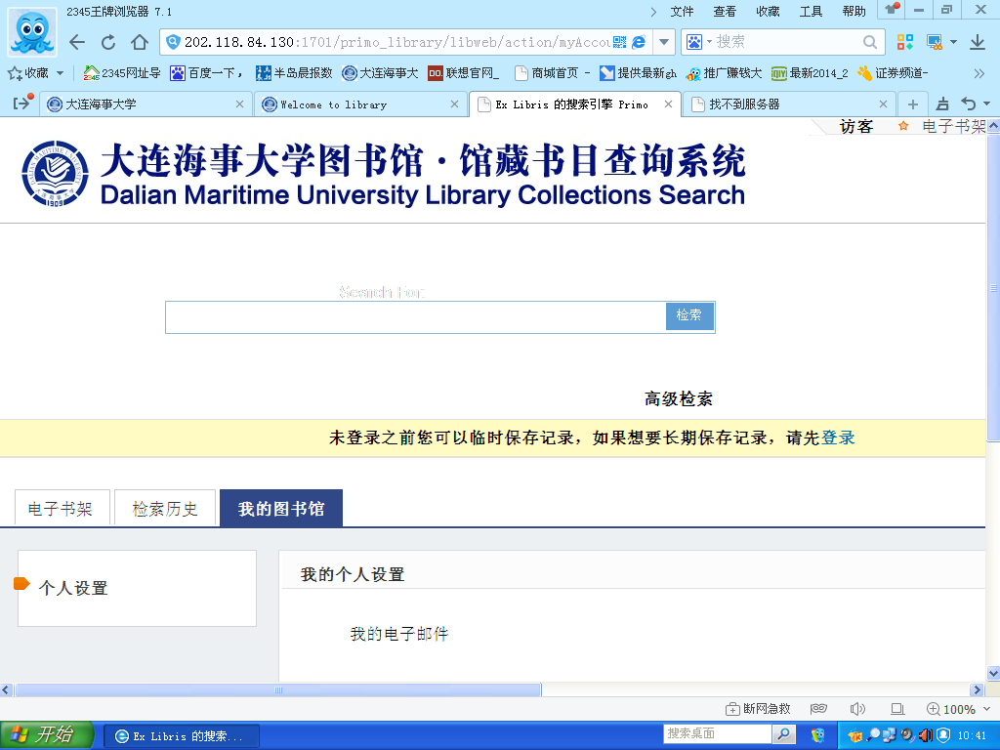 2345王牌浏览器 7.1
文件 查看 收藏 工具 帮助
202.118.84.130:1701/primo_library/libweb/action/myAccou
搜索
收藏 2345网址导 百度一下， 半岛晨报数 大连海事大 联想官网_ 商城首页 - 提供最新gh 推广赚钱大 最新2014_2 证券频道-
大连海事大学 Welcome to library Ex Libris 的搜索引擎 Primo 找不到服务器
访客 电子书架
大连海事大学图书馆·馆藏书目查询系统
Dalian Maritime University Library Collections Search
1909
Search For:
检索
高级检索
未登录之前您可以临时保存记录，如果想要长期保存记录，请先登录
电子书架 检索历史 我的图书馆
个人设置
我的个人设置
我的电子邮件
断网急救 100%
开始 Ex Libris 的搜索... 搜索桌面 10:41